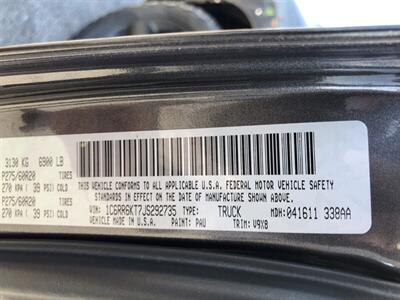 3130 KG 6900 LB
P275/60R20 TIRES
270 KPA ( 39 PSI) COLD
P275/60R20 TIRES
270 KPA ( 39 PSI) COLD
THIS VEHICLE CONFORMS TO ALL APPLICABLE U.S.A. FEDERAL MOTOR VEHICLE SAFETY
STANDARDS IN EFFECT ON THE DATE OF MANUFACTURE SHOWN ABOVE.
VIN: 1C6RR6KT7JS292735 TYPE: TRUCK MDH: 041611 338AA
MADE IN U.S.A. PAINT: PAU TRIM: V9X8